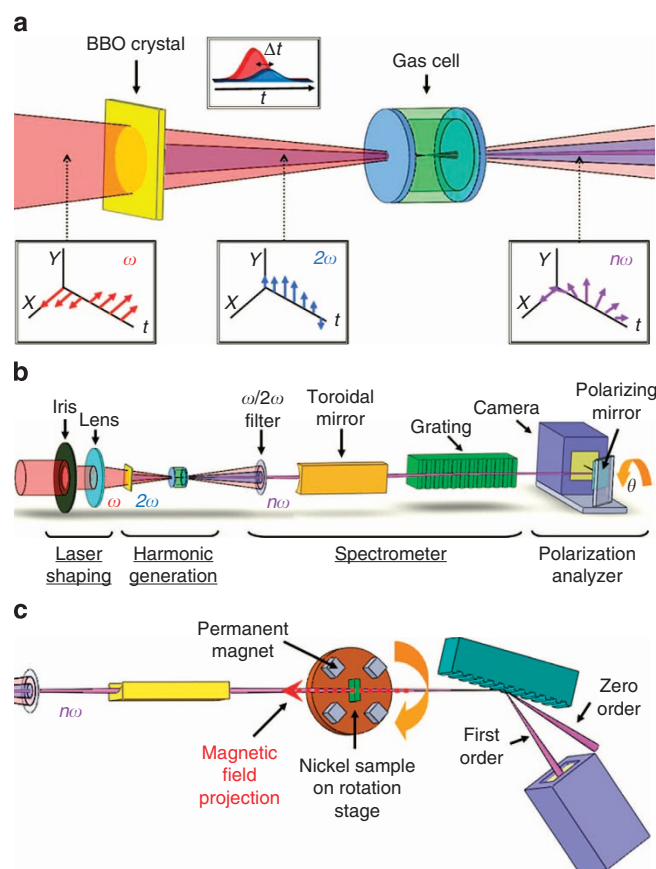 a
BBO crystal
Δt
t
Gas cell
Y
ω
X
t
Y
2ω
X
t
Y
nω
X
t
b
Iris
Lens
ω/2ω
filter
Toroidal
mirror
Grating
Camera
Polarizing
mirror
θ
ω
2ω
nω
Laser
shaping
Harmonic
generation
Spectrometer
Polarization
analyzer
c
Permanent
magnet
nω
Magnetic
field
projection
Nickel sample
on rotation
stage
First
order
Zero
order